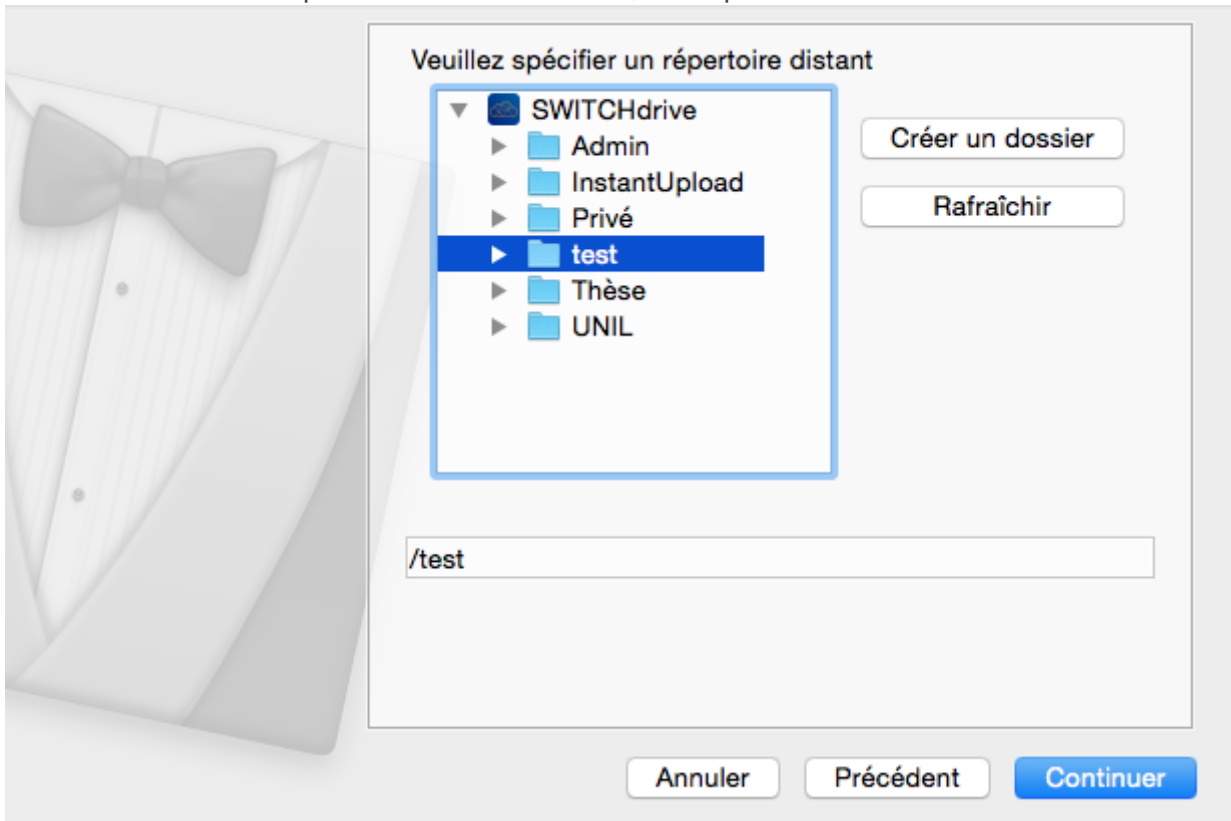 Veuillez spécifier un répertoire distant
SWITCHdrive
Admin
InstantUpload
Privé
test
Thèse
UNIL
Créer un dossier
Rafraîchir
/test
Annuler
Précédent
Continuer